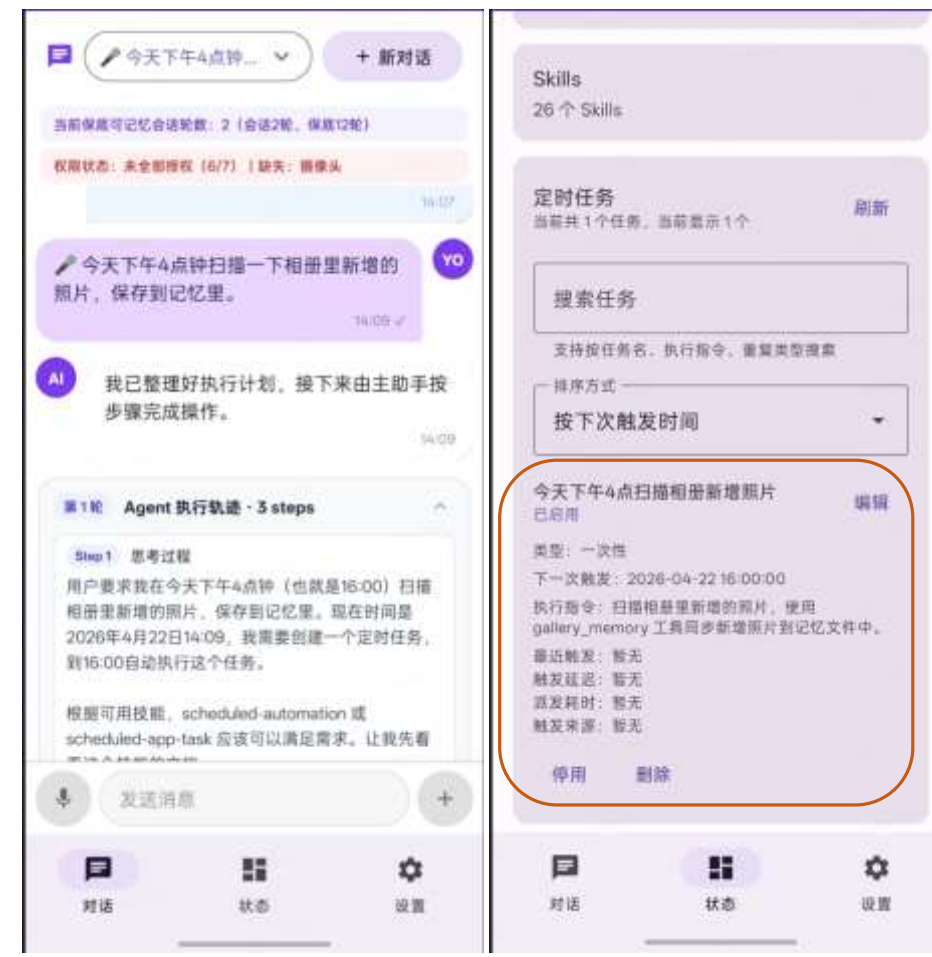 今天下午4点钟...
+ 新对话
当前保底可记忆会话轮数：2（会话2轮，保底12轮）
权限状态：未全部授权（6/7）| 缺失：摄像头
14:07
今天下午4点钟扫描一下相册里新增的
照片，保存到记忆里。
YO
14:09 ✓
AI
我已整理好执行计划，接下来由主助手按
步骤完成操作。
14:09
第1轮 Agent 执行轨迹 · 3 steps
Step 1 思考过程
用户要求我在今天下午4点钟（也就是16:00）扫描
相册里新增的照片，保存到记忆里。现在时间是
2026年4月22日14:09，我需要创建一个定时任务，
到16:00自动执行这个任务。
根据可用技能，scheduled-automation 或
scheduled-app-task 应该可以满足需求。让我先看
发送消息
对话
状态
设置
Skills
26 个 Skills
定时任务
当前共1个任务，当前显示1个
刷新
搜索任务
支持按任务名、执行指令、重复类型搜索
排序方式
按下次触发时间
今天下午4点扫描相册新增照片
已启用
编辑
类型：一次性
下一次触发：2026-04-22 16:00:00
执行指令：扫描相册里新增的照片，使用
gallery_memory 工具同步新增照片到记忆文件中。
最近触发：暂无
触发延迟：暂无
派发耗时：暂无
触发来源：暂无
停用
删除
对话
状态
设置